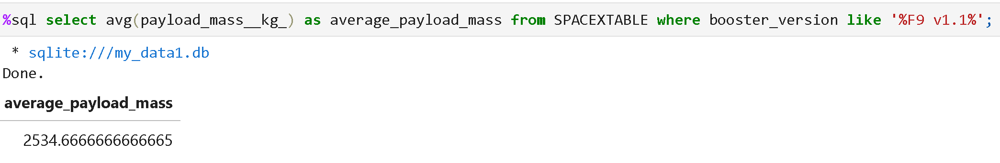 %sql select avg(payload_mass__kg_) as average_payload_mass from SPACEXTABLE where booster_version like '%F9 v1.1%';
* sqlite:///my_data1.db
Done.
average_payload_mass
2534.6666666666665